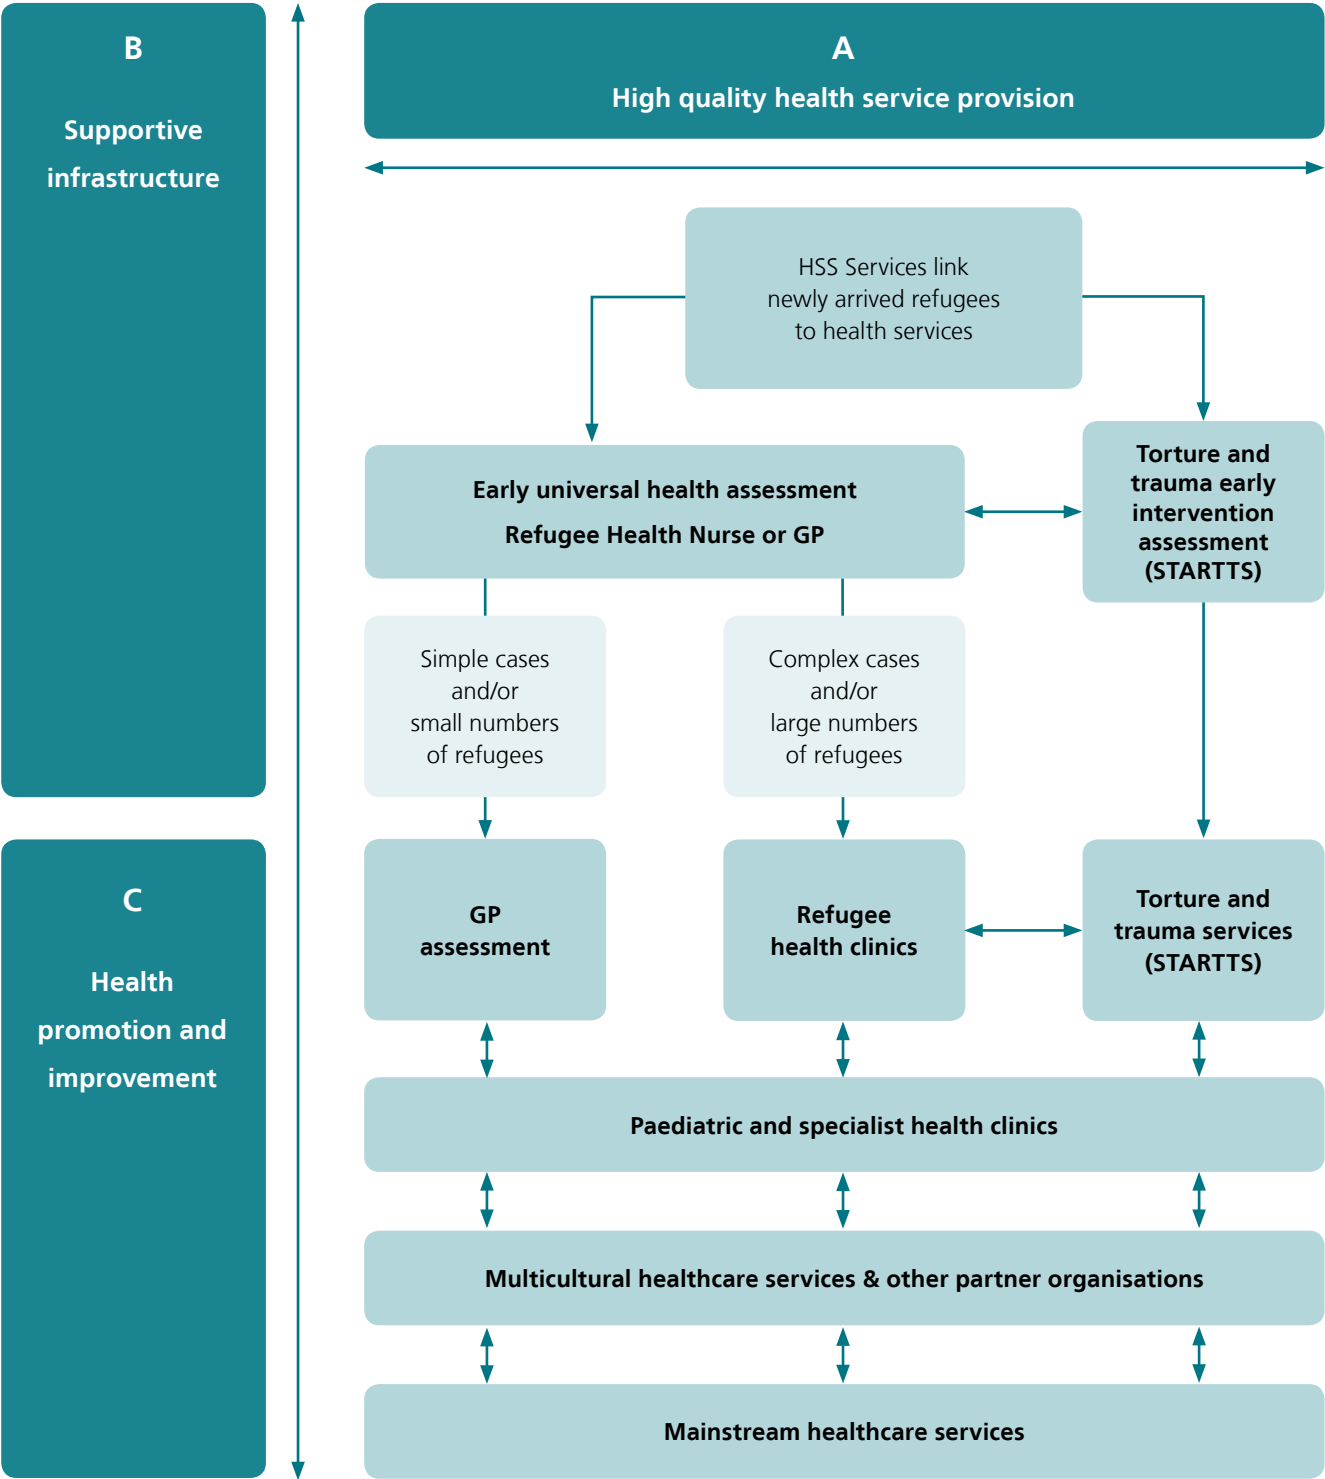 B
Supportive
infrastructure
A
High quality health service provision
HSS Services link
newly arrived refugees
to health services
Early universal health assessment
Refugee Health Nurse or GP
Torture and
trauma early
intervention
assessment
(STARTTS)
Simple cases
and/or
small numbers
of refugees
Complex cases
and/or
large numbers
of refugees
C
Health
promotion and
improvement
GP
assessment
Refugee
health clinics
Torture and
trauma services
(STARTTS)
Paediatric and specialist health clinics
Multicultural healthcare services & other partner organisations
Mainstream healthcare services